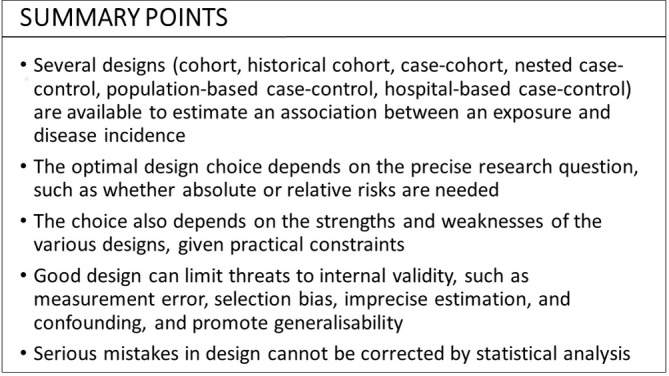 SUMMARY POINTS
• Several designs (cohort, historical cohort, case-cohort, nested case-
control, population-based case-control, hospital-based case-control)
are available to estimate an association between an exposure and
disease incidence
• The optimal design choice depends on the precise research question,
such as whether absolute or relative risks are needed
• The choice also depends on the strengths and weaknesses of the
various designs, given practical constraints
• Good design can limit threats to internal validity, such as
measurement error, selection bias, imprecise estimation, and
confounding, and promote generalisability
• Serious mistakes in design cannot be corrected by statistical analysis